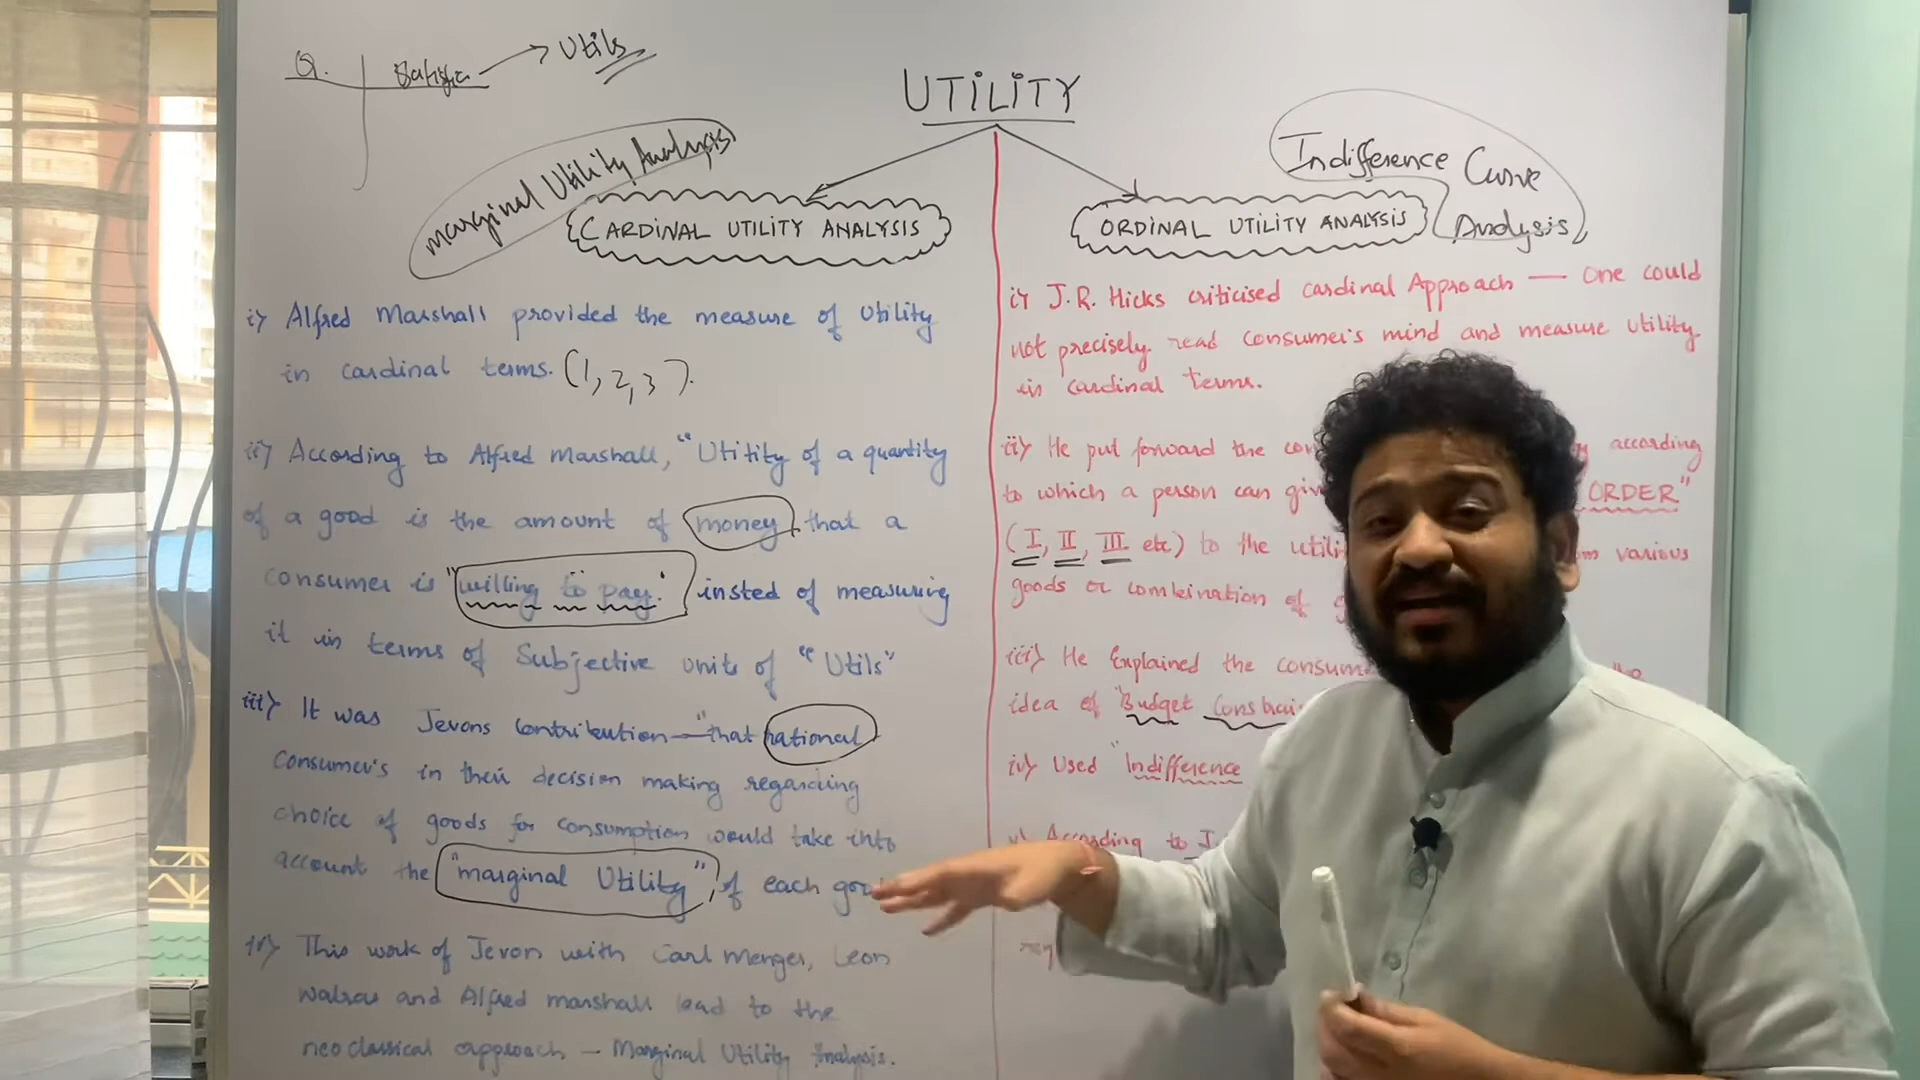 Q. Satisfn Utils
UTILITY
Marginal Utility Analysis
CARDINAL UTILITY ANALYSIS
i) Alfred Marshall provided the measure of Utility
in cardinal terms. (1, 2, 3).
ii) According to Alfred Marshall, "Utitity of a quantity
of a good is the amount of money that a
consumer is "willing to pay." insted of measuring
it in terms of Subjective units of "Utils"
iii) It was Jevons Contribution — "that rational
Consumer's in their decision making regarding
choice of goods for consumption would take into
account the "marginal Utility" of each
iv) This work of Jevon with Carl Menger, Leon
Walras and Alfred marshall lead to the
neoclassical approach – Marginal Utility Analysis.
Indifference Curve
Analysis
ORDINAL UTILITY ANALYSIS
i) J.R. Hicks criticised cardinal Approach — One could
not precisely read Consumer's mind and measure utility
in cardinal terms.
ii) He put forward the according
to which a person can ORDER"
(I, II, III etc) to the various
goods or combination of
iii) He Explained the
idea of "Budget
iv) Used "Indifference
v) According to J.